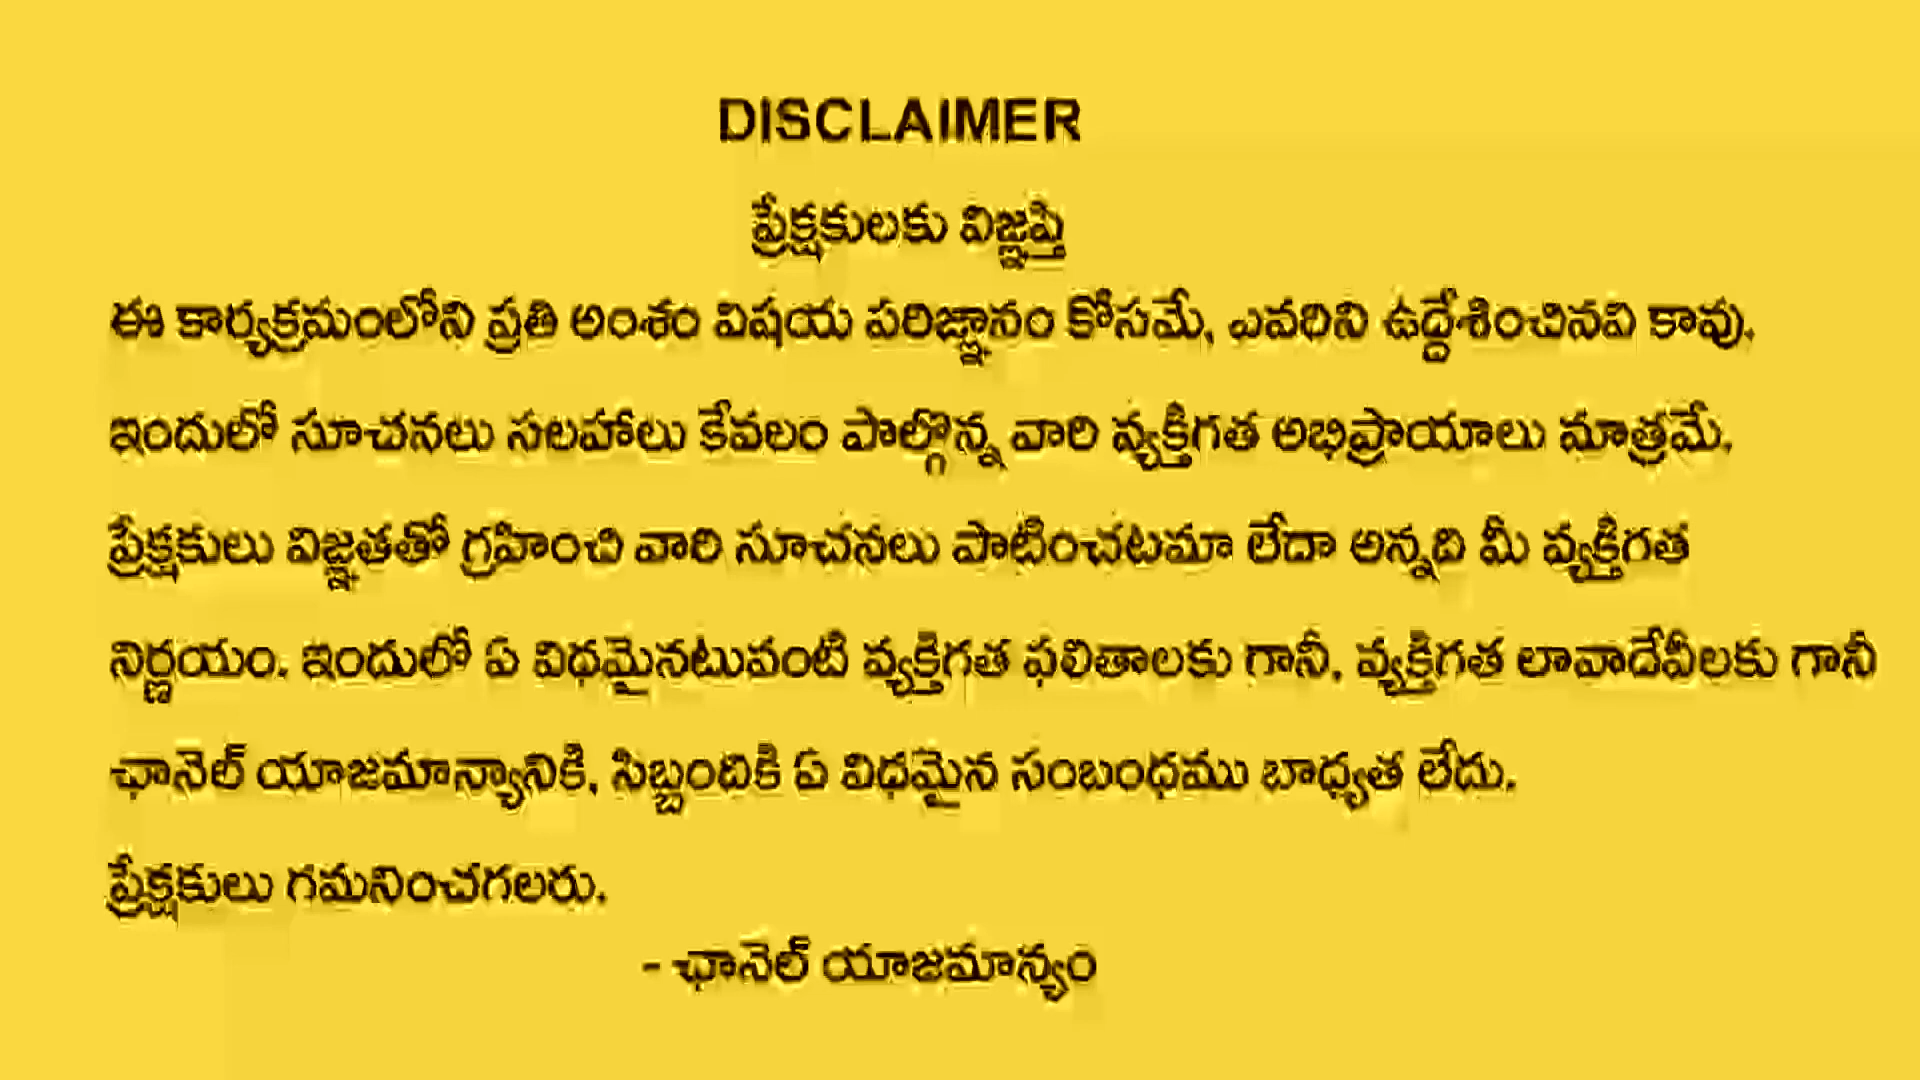 DISCLAIMER
ప్రేక్షకులకు విజ్ఞప్తి
ఈ కార్యక్రమంలోని ప్రతి అంశం విషయ పరిజ్ఞానం కోసమే, ఎవరిని ఉద్దేశించినవి కావు.
ఇందులో సూచనలు సలహాలు కేవలం పాల్గొన్న వారి వ్యక్తిగత అభిప్రాయాలు మాత్రమే.
ప్రేక్షకులు విజ్ఞతతో గ్రహించి వారి సూచనలు పాటించటమా లేదా అన్నది మీ వ్యక్తిగత
నిర్ణయం. ఇందులో ఏ విధమైనటువంటి వ్యక్తిగత ఫలితాలకు గానీ, వ్యక్తిగత లావాదేవీలకు గానీ
ఛానెల్ యాజమాన్యానికి, సిబ్బందికి ఏ విధమైన సంబంధము బాధ్యత లేదు.
ప్రేక్షకులు గమనించగలరు.
- ఛానెల్ యాజమాన్యం